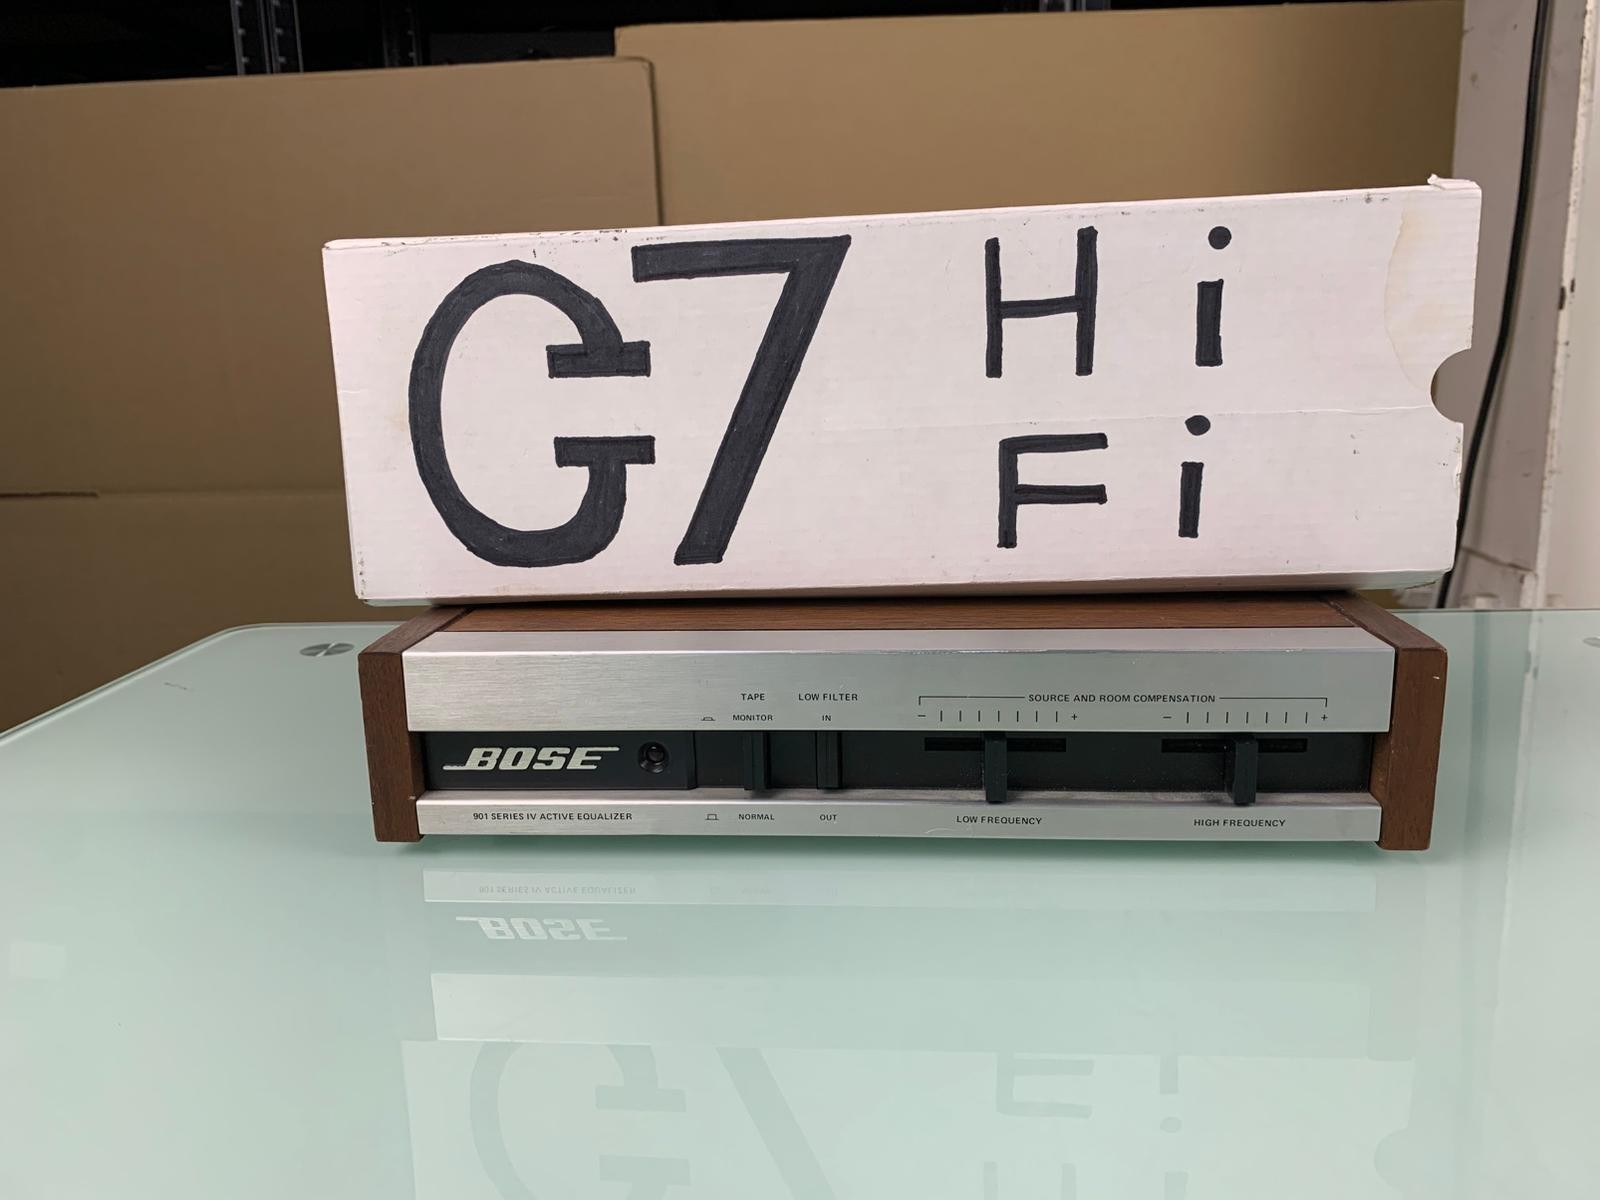 G7 Hi
Fi
TAPE LOW FILTER SOURCE AND ROOM COMPENSATION
MONITOR IN - + - +
BOSE
901 SERIES IV ACTIVE EQUALIZER NORMAL OUT LOW FREQUENCY HIGH FREQUENCY